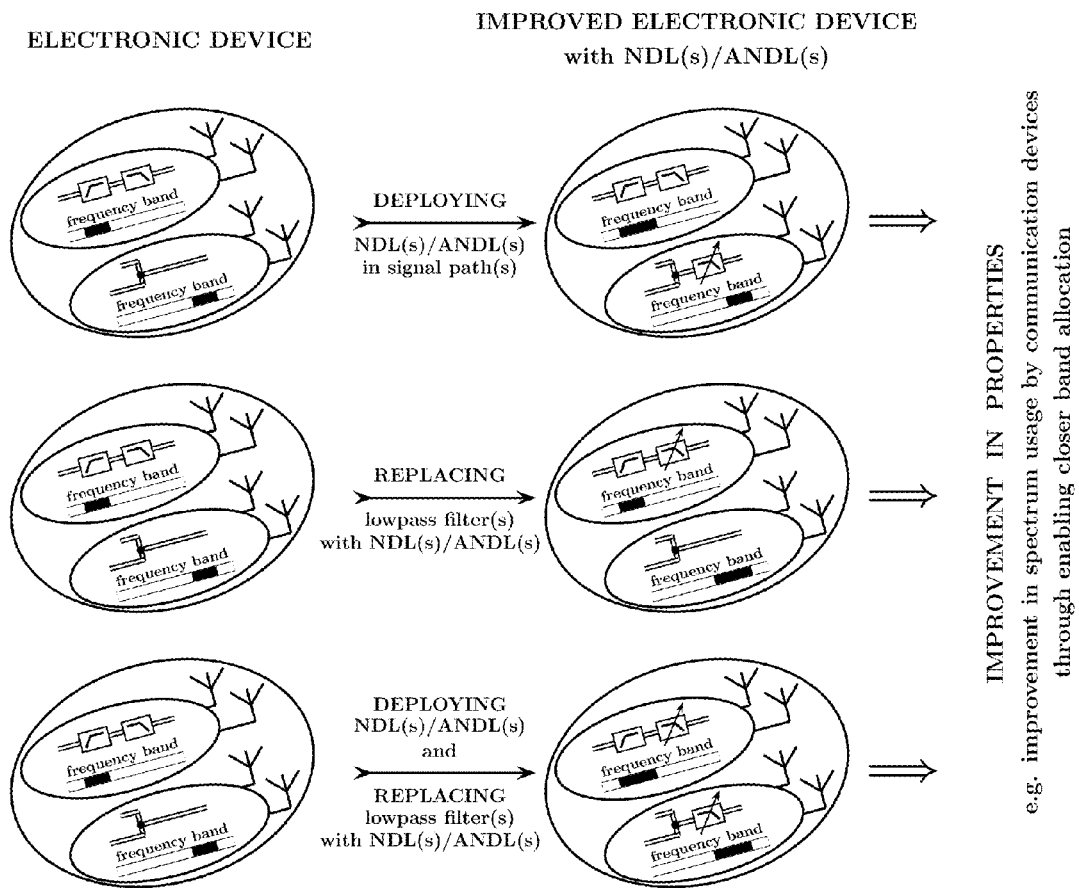 ELECTRONIC DEVICE
IMPROVED ELECTRONIC DEVICE
with NDL(s)/ANDL(s)
frequency band
frequency band
DEPLOYING
NDL(s)/ANDL(s)
in signal path(s)
frequency band
frequency band
frequency band
frequency band
REPLACING
lowpass filter(s)
with NDL(s)/ANDL(s)
frequency band
frequency band
frequency band
frequency band
DEPLOYING
NDL(s)/ANDL(s)
and
REPLACING
lowpass filter(s)
with NDL(s)/ANDL(s)
frequency band
frequency band
IMPROVEMENT IN PROPERTIES
e.g. improvement in spectrum usage by communication devices
through enabling closer band allocation